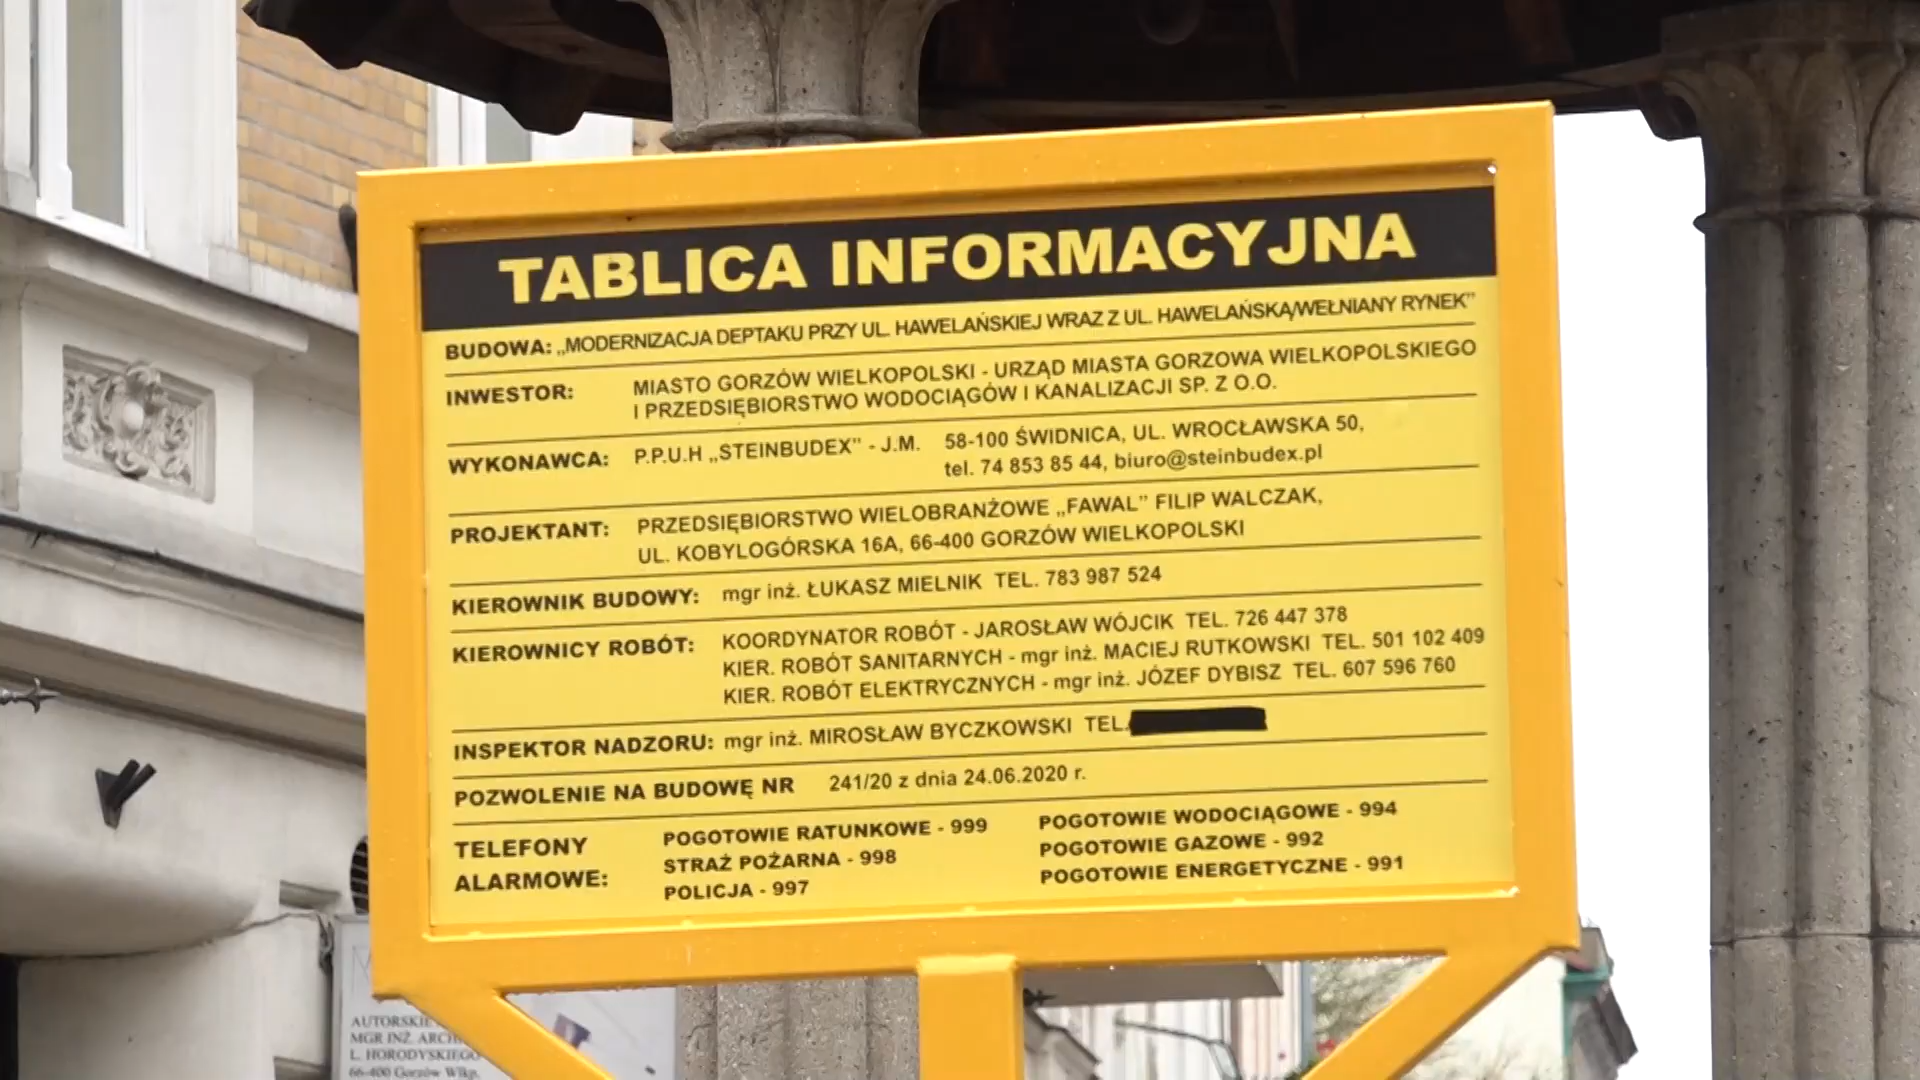 TABLICA INFORMACYJNA
BUDOWA: „MODERNIZACJA DEPTAKU PRZY UL. HAWELAŃSKIEJ WRAZ Z UL. HAWELAŃSKĄ/WEŁNIANY RYNEK”
INWESTOR: MIASTO GORZÓW WIELKOPOLSKI - URZĄD MIASTA GORZOWA WIELKOPOLSKIEGO
I PRZEDSIĘBIORSTWO WODOCIĄGÓW I KANALIZACJI SP. Z O.O.
WYKONAWCA: P.P.U.H „STEINBUDEX” - J.M. 58-100 ŚWIDNICA, UL. WROCŁAWSKA 50,
tel. 74 853 85 44, biuro@steinbudex.pl
PROJEKTANT: PRZEDSIĘBIORSTWO WIELOBRANŻOWE „FAWAL” FILIP WALCZAK,
UL. KOBYLOGÓRSKA 16A, 66-400 GORZÓW WIELKOPOLSKI
KIEROWNIK BUDOWY: mgr inż. ŁUKASZ MIELNIK TEL. 783 987 524
KIEROWNICY ROBÓT: KOORDYNATOR ROBÓT - JAROSŁAW WÓJCIK TEL. 726 447 378
KIER. ROBÓT SANITARNYCH - mgr inż. MACIEJ RUTKOWSKI TEL. 501 102 409
KIER. ROBÓT ELEKTRYCZNYCH - mgr inż. JÓZEF DYBISZ TEL. 607 596 760
INSPEKTOR NADZORU: mgr inż. MIROSŁAW BYCZKOWSKI TEL.
POZWOLENIE NA BUDOWĘ NR 241/20 z dnia 24.06.2020 r.
TELEFONY ALARMOWE:
POGOTOWIE RATUNKOWE - 999
STRAŻ POŻARNA - 998
POLICJA - 997
POGOTOWIE WODOCIĄGOWE - 994
POGOTOWIE GAZOWE - 992
POGOTOWIE ENERGETYCZNE - 991
MGR INŻ.
L. HORODYSKIEGO
66-400 Gorzów Wlkp.